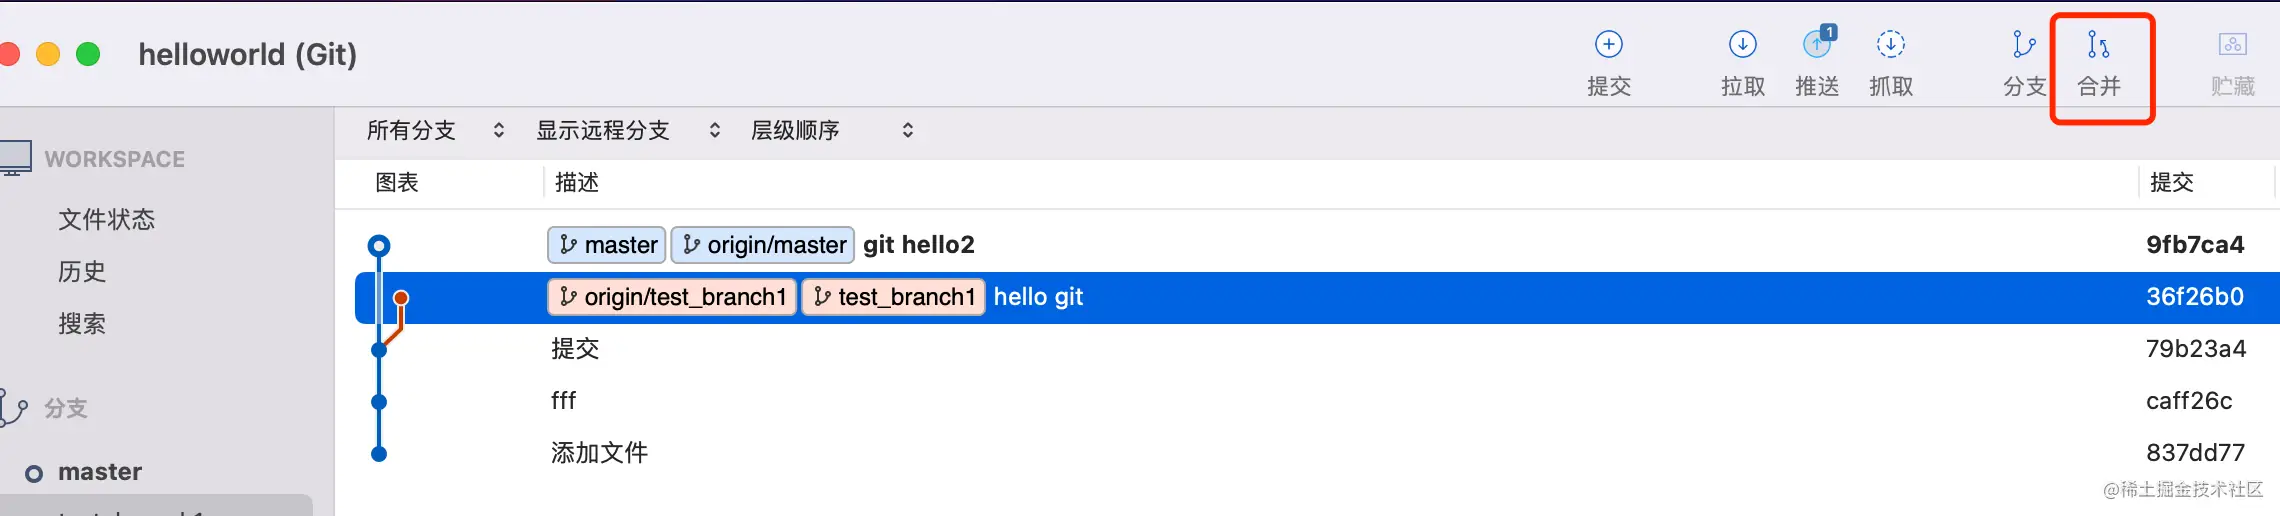 helloworld (Git)
提交 拉取 推送 1 抓取 分支 合并 贮藏
所有分支 显示远程分支 层级顺序
WORKSPACE
图表 描述 提交
文件状态
master origin/master git hello2 9fb7ca4
历史
origin/test_branch1 test_branch1 hello git 36f26b0
搜索
提交 79b23a4
分支
fff caff26c
添加文件 837dd77
master
@稀土掘金技术社区